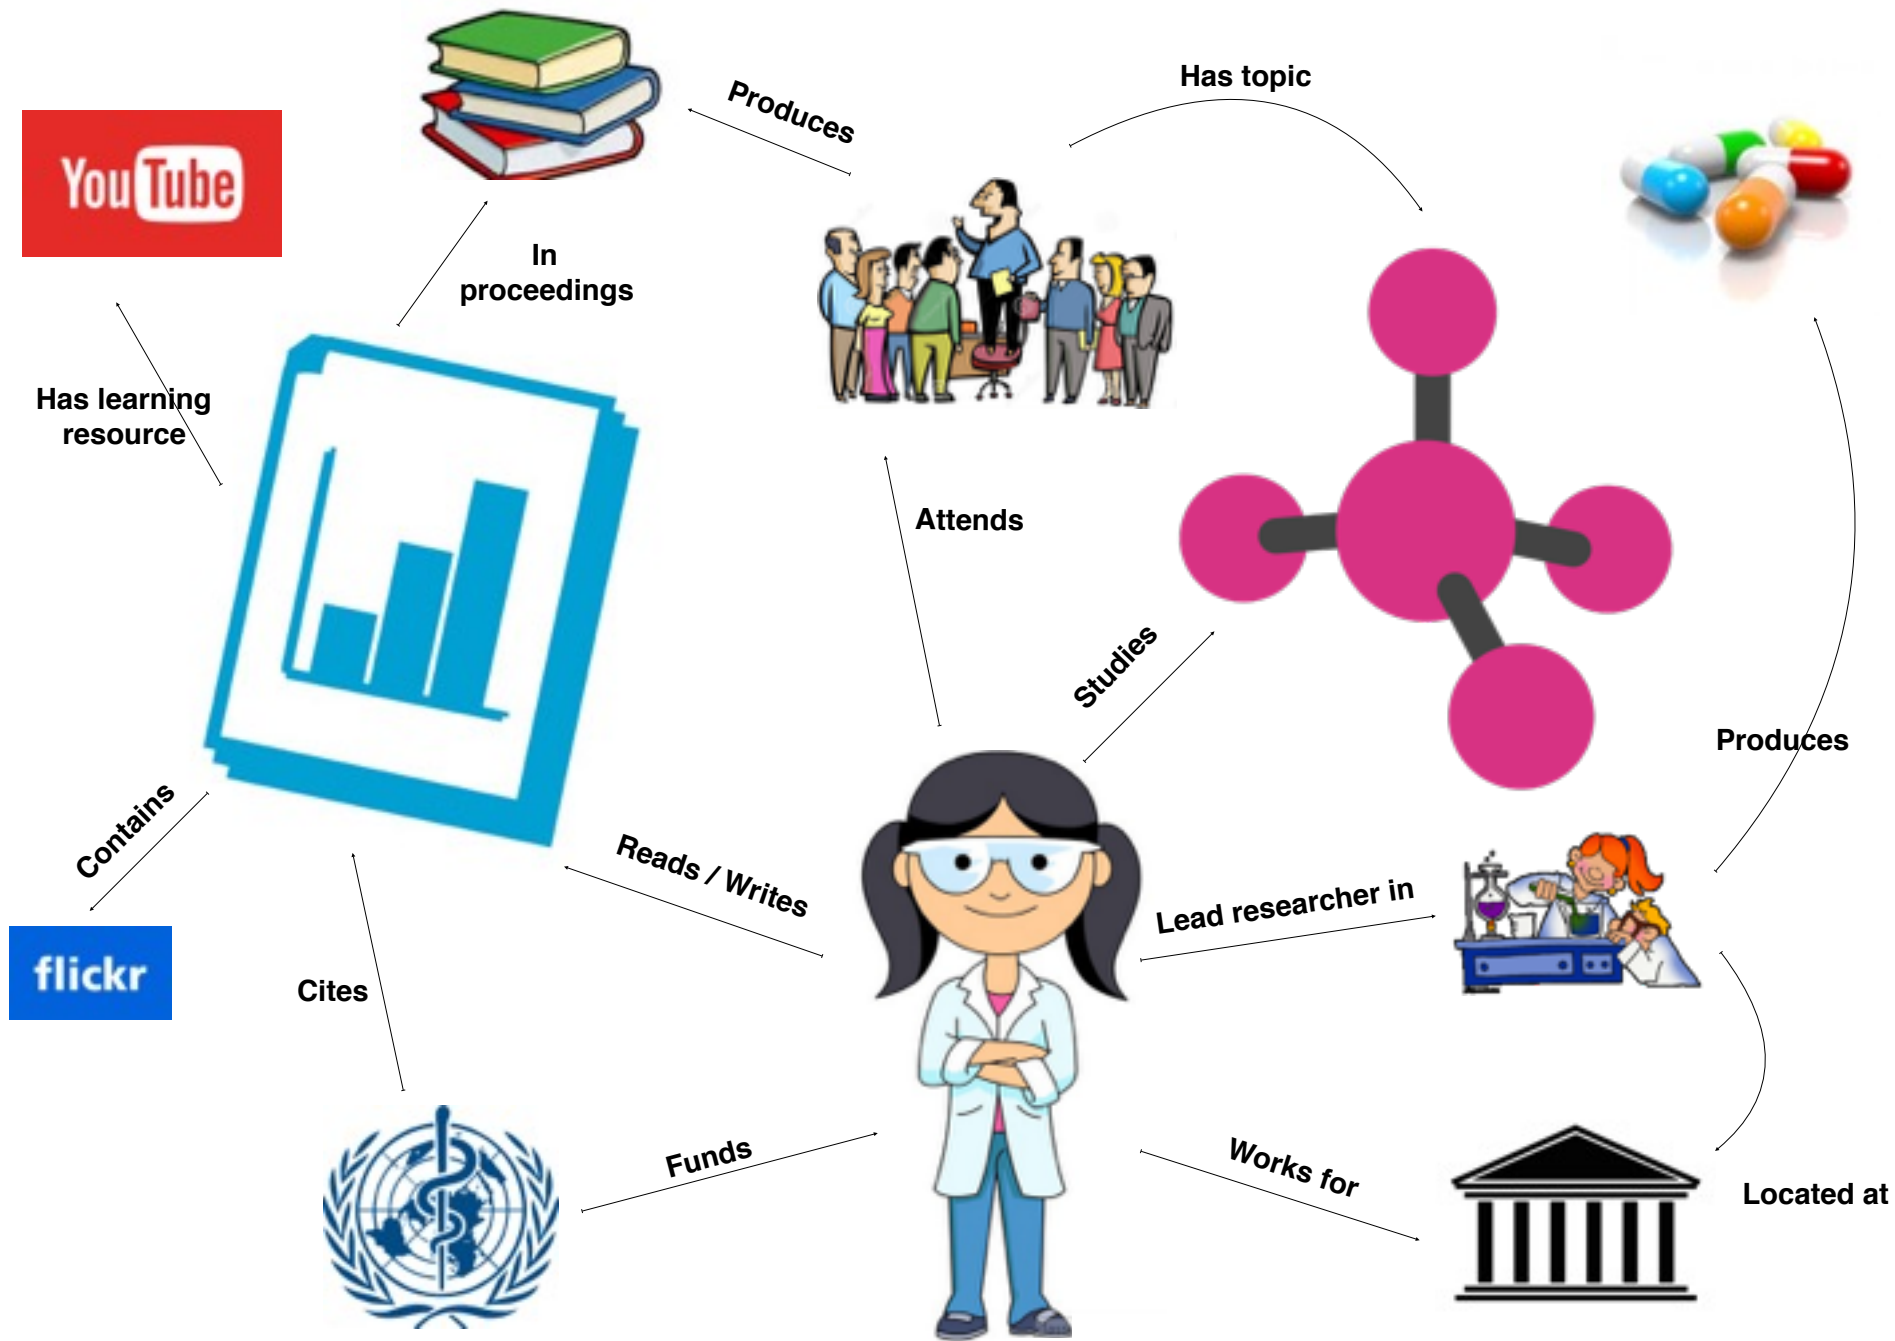 Has topic
Produces
YouTube
In
proceedings
Has learning
resource
Attends
Studies
Produces
Contains
Reads / Writes
Lead researcher in
flickr
Cites
Funds
Works for
Located at